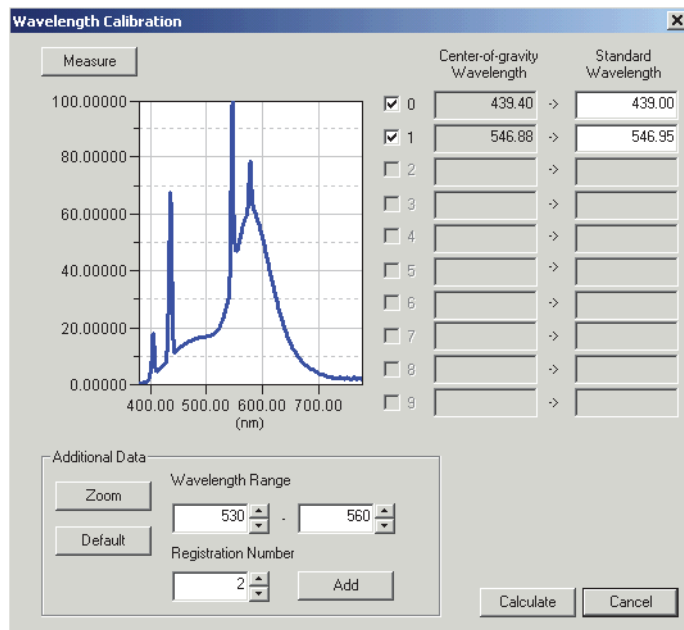 Wavelength Calibration
Measure
Center-of-gravity
Wavelength
Standard
Wavelength
100.00000
80.00000
60.00000
40.00000
20.00000
0.00000
400.00 500.00 600.00 700.00
(nm)
0 439.40 -> 439.00
1 546.88 -> 546.95
2 ->
3 ->
4 ->
5 ->
6 ->
7 ->
8 ->
9 ->
Additional Data
Zoom
Default
Wavelength Range
530 - 560
Registration Number
2 Add
Calculate Cancel